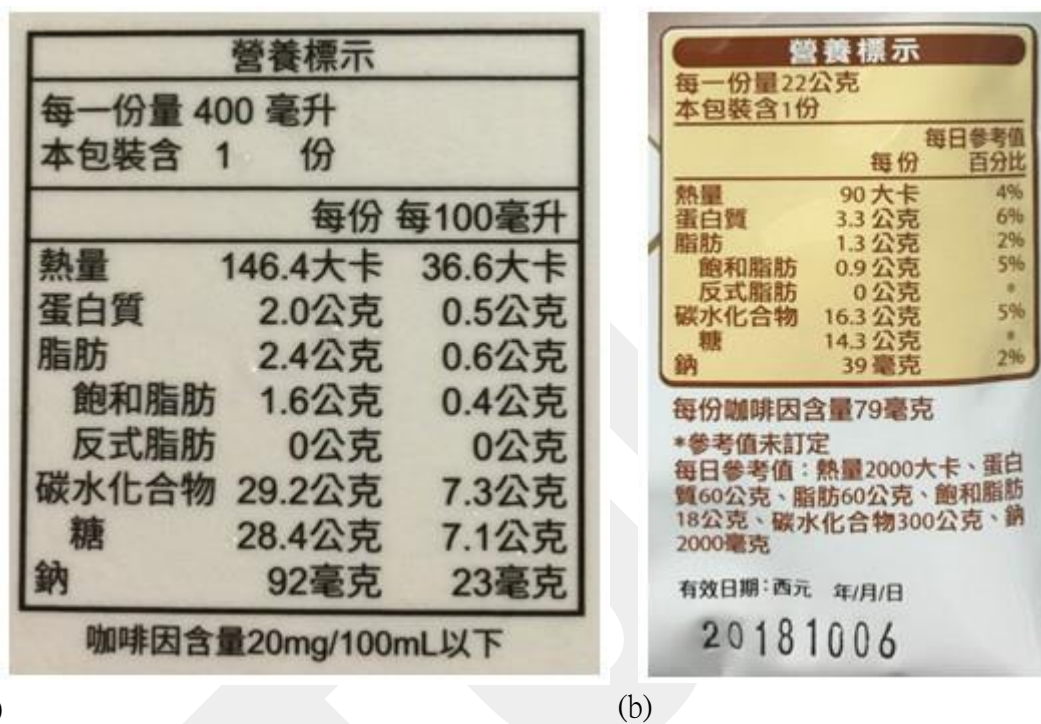 營養標示
每一份量 400 毫升
本包裝含 1 份
每份 每100毫升
熱量 146.4大卡 36.6大卡
蛋白質 2.0公克 0.5公克
脂肪 2.4公克 0.6公克
飽和脂肪 1.6公克 0.4公克
反式脂肪 0公克 0公克
碳水化合物 29.2公克 7.3公克
糖 28.4公克 7.1公克
鈉 92毫克 23毫克
咖啡因含量20mg/100mL以下
)
營養標示
每一份量22公克
本包裝含1份
每日參考值
每份 百分比
熱量 90 大卡 4%
蛋白質 3.3 公克 6%
脂肪 1.3 公克 2%
飽和脂肪 0.9 公克 5%
反式脂肪 0 公克 *
碳水化合物 16.3 公克 5%
糖 14.3 公克 *
鈉 39 毫克 2%
每份咖啡因含量79毫克
*參考值未訂定
每日參考值：熱量2000大卡、蛋白
質60公克、脂肪60公克、飽和脂肪
18公克、碳水化合物300公克、鈉
2000毫克
有效日期：西元 年/月/日
20181006
(b)